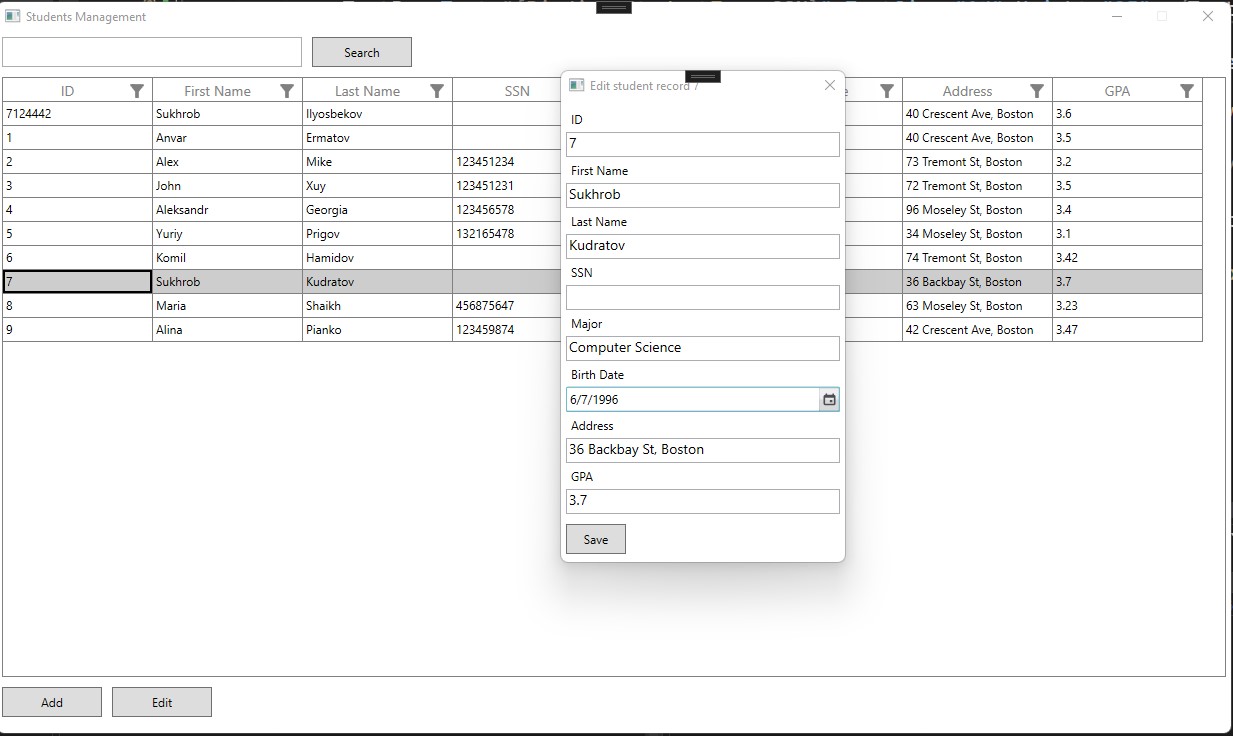 Students Management
Search
ID First Name Last Name SSN Address GPA
7124442 Sukhrob Ilyosbekov 40 Crescent Ave, Boston 3.6
1 Anvar Ermatov 40 Crescent Ave, Boston 3.5
2 Alex Mike 123451234 73 Tremont St, Boston 3.2
3 John Xuy 123451231 72 Tremont St, Boston 3.5
4 Aleksandr Georgia 123456578 96 Moseley St, Boston 3.4
5 Yuriy Prigov 132165478 34 Moseley St, Boston 3.1
6 Komil Hamidov 74 Tremont St, Boston 3.42
7 Sukhrob Kudratov 36 Backbay St, Boston 3.7
8 Maria Shaikh 456875647 63 Moseley St, Boston 3.23
9 Alina Pianko 123459874 42 Crescent Ave, Boston 3.47
Edit student record 7
ID
7
First Name
Sukhrob
Last Name
Kudratov
SSN
Major
Computer Science
Birth Date
6/7/1996
Address
36 Backbay St, Boston
GPA
3.7
Save
Add Edit